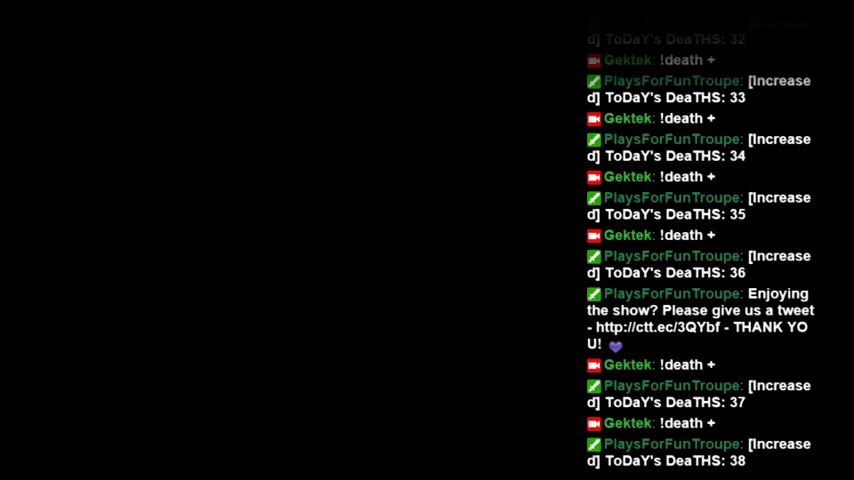 d] ToDaY's DeaTHS: 32
Gektek: !death +
PlaysForFunTroupe: [Increase
d] ToDaY's DeaTHS: 33
Gektek: !death +
PlaysForFunTroupe: [Increase
d] ToDaY's DeaTHS: 34
Gektek: !death +
PlaysForFunTroupe: [Increase
d] ToDaY's DeaTHS: 35
Gektek: !death +
PlaysForFunTroupe: [Increase
d] ToDaY's DeaTHS: 36
PlaysForFunTroupe: Enjoying
the show? Please give us a tweet
- http://ctt.ec/3QYbf - THANK YO
U!
Gektek: !death +
PlaysForFunTroupe: [Increase
d] ToDaY's DeaTHS: 37
Gektek: !death +
PlaysForFunTroupe: [Increase
d] ToDaY's DeaTHS: 38